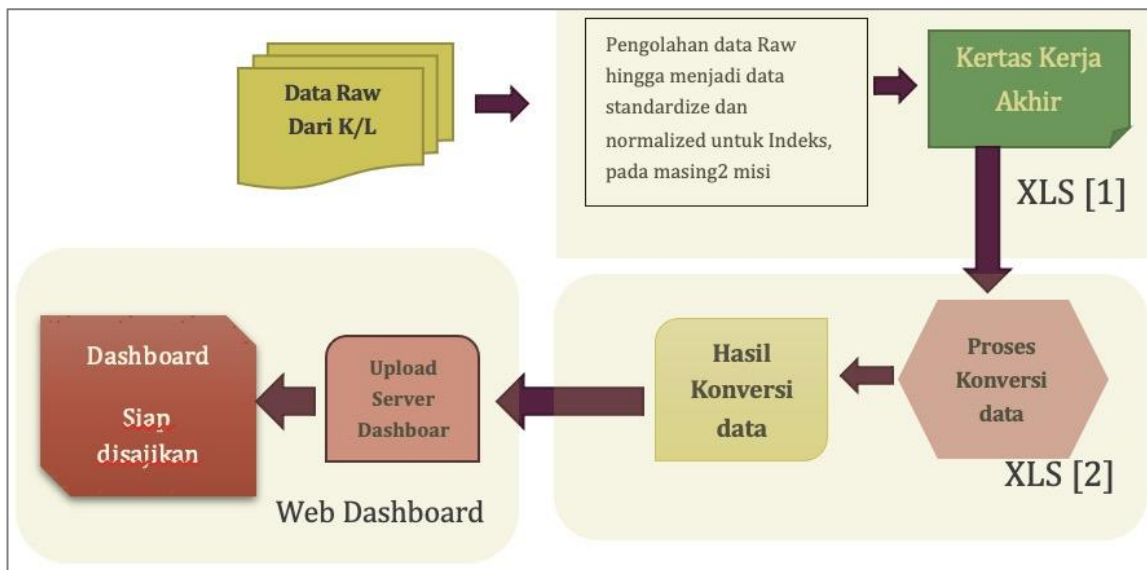 Data Raw
Dari K/L
Pengolahan data Raw
hingga menjadi data
standardize dan
normalized untuk Indeks,
pada masing2 misi
Kertas Kerja
Akhir
XLS [1]
Proses
Konversi
data
XLS [2]
Hasil
Konversi
data
Upload
Server
Dashboar
Web Dashboard
Dashboard
Siap
disajikan